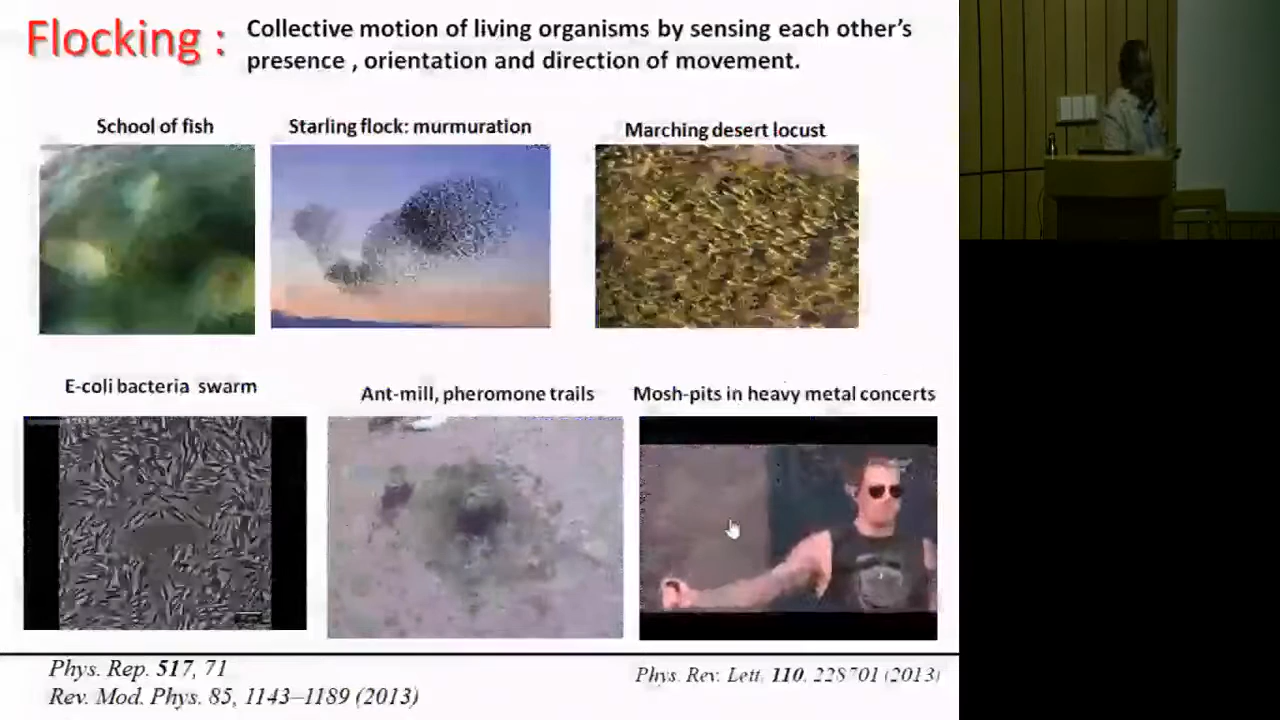 Flocking :
Collective motion of living organisms by sensing each other's
presence , orientation and direction of movement.
School of fish
Starling flock: murmuration
Marching desert locust
E-coli bacteria swarm
Ant-mill, pheromone trails
Mosh-pits in heavy metal concerts
Phys. Rep. 517, 71
Rev. Mod. Phys. 85, 1143–1189 (2013)
Phys. Rev. Lett. 110, 228701 (2013)